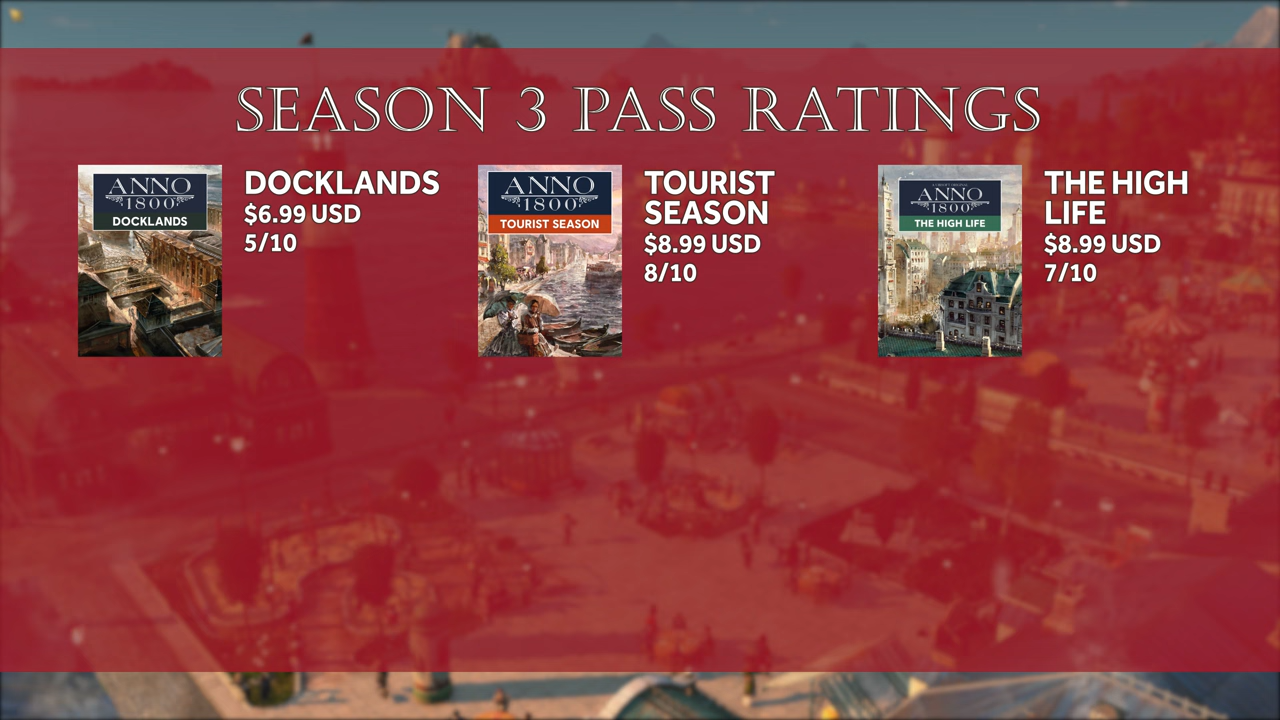 SEASON 3 PASS RATINGS
ANNO
1800
DOCKLANDS
DOCKLANDS
$6.99 USD
5/10
ANNO
1800
TOURIST SEASON
TOURIST
SEASON
$8.99 USD
8/10
ANNO
1800
THE HIGH LIFE
THE HIGH
LIFE
$8.99 USD
7/10